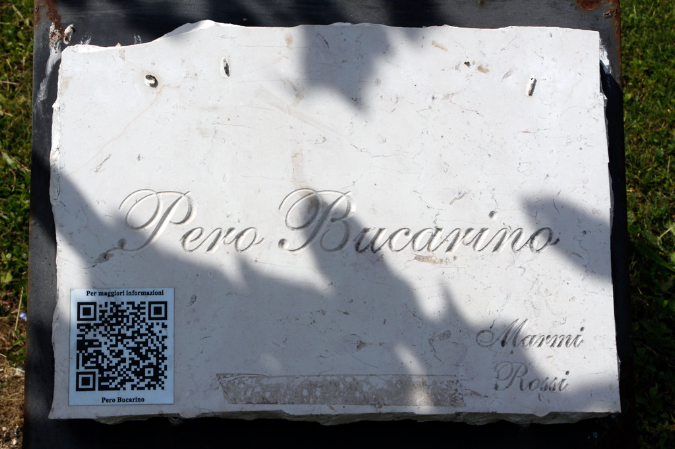 Pero Bucarino
Per maggiori informazioni
Pero Bucarino
Marmi
Rossi